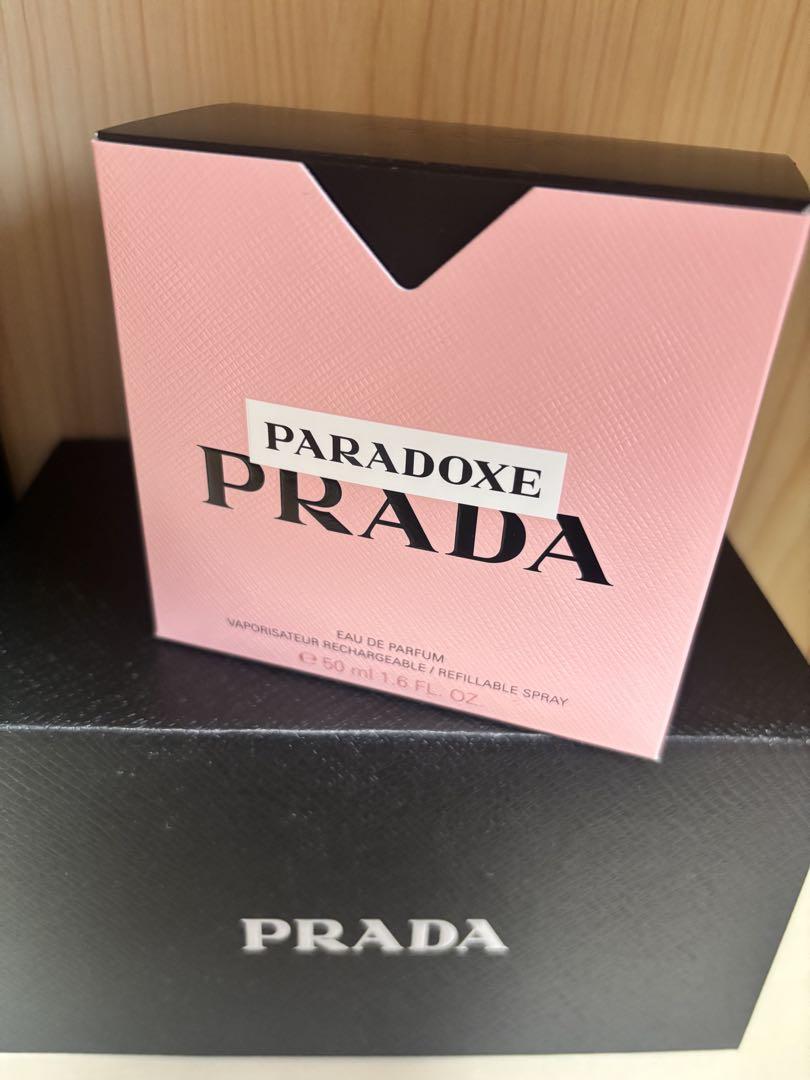 PARADOXE
PRADA
EAU DE PARFUM
VAPORISATEUR RECHARGEABLE / REFILLABLE SPRAY
℮ 50 ml 1.6 FL. OZ.
PRADA